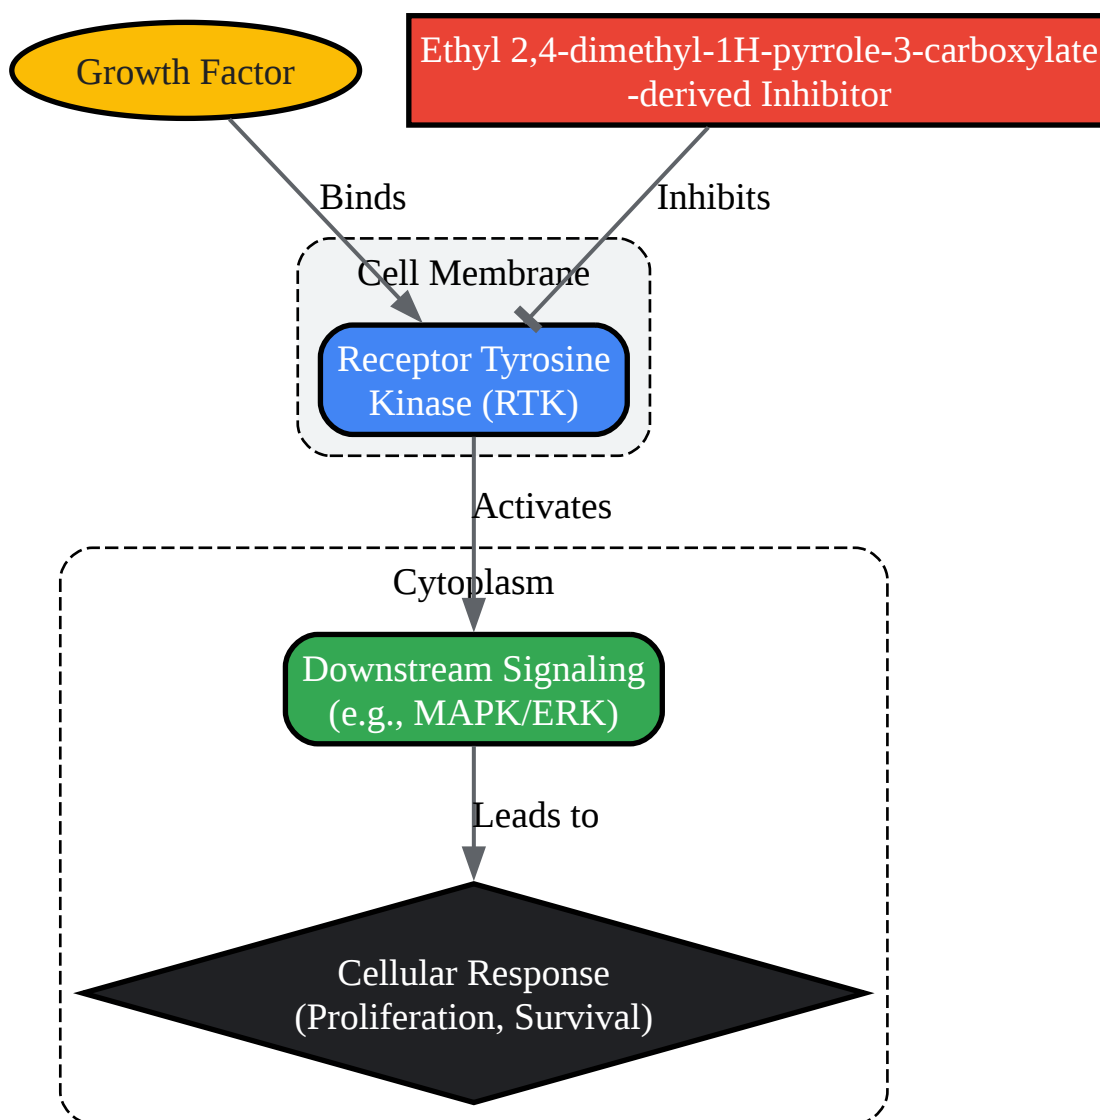 Growth Factor
Ethyl 2,4-dimethyl-1H-pyrrole-3-carboxylate
-derived Inhibitor
Binds
Inhibits
Cell Membrane
Receptor Tyrosine
Kinase (RTK)
Activates
Cytoplasm
Downstream Signaling
(e.g., MAPK/ERK)
Leads to
Cellular Response
(Proliferation, Survival)